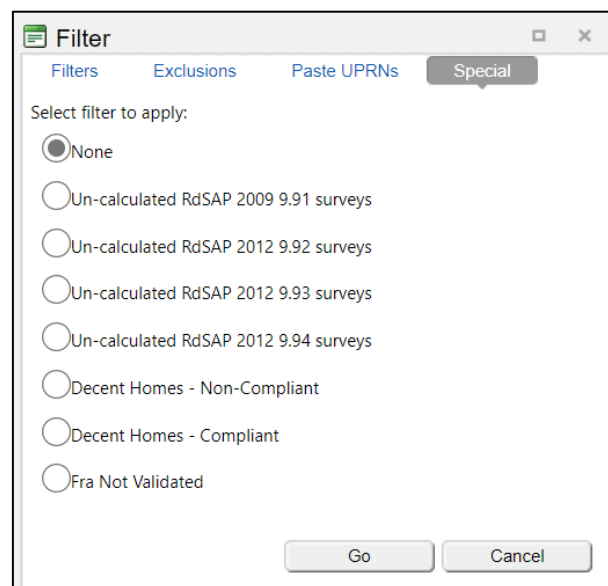 Filter
Filters Exclusions Paste UPRNs Special
Select filter to apply:
None
Un-calculated RdSAP 2009 9.91 surveys
Un-calculated RdSAP 2012 9.92 surveys
Un-calculated RdSAP 2012 9.93 surveys
Un-calculated RdSAP 2012 9.94 surveys
Decent Homes - Non-Compliant
Decent Homes - Compliant
Fra Not Validated
Go Cancel